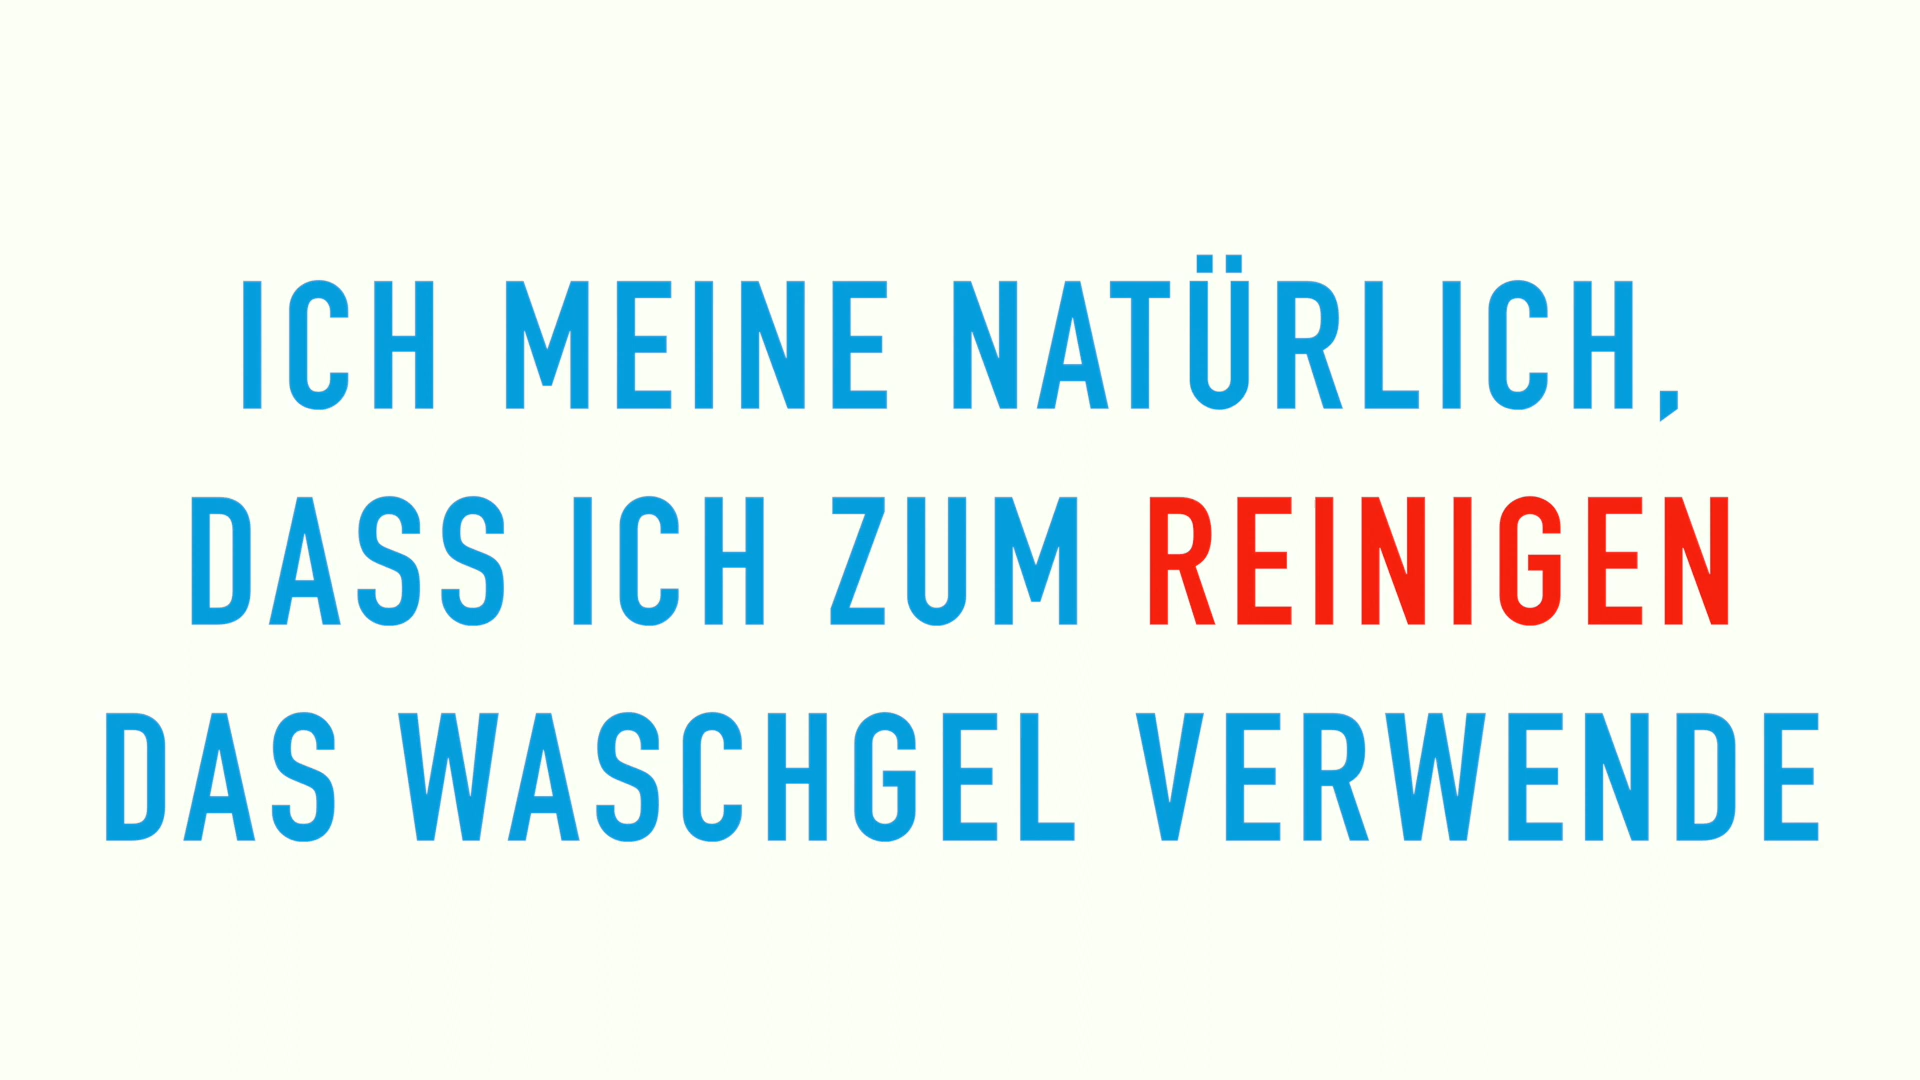 ICH MEINE NATÜRLICH,
DASS ICH ZUM REINIGEN
DAS WASCHGEL VERWENDE